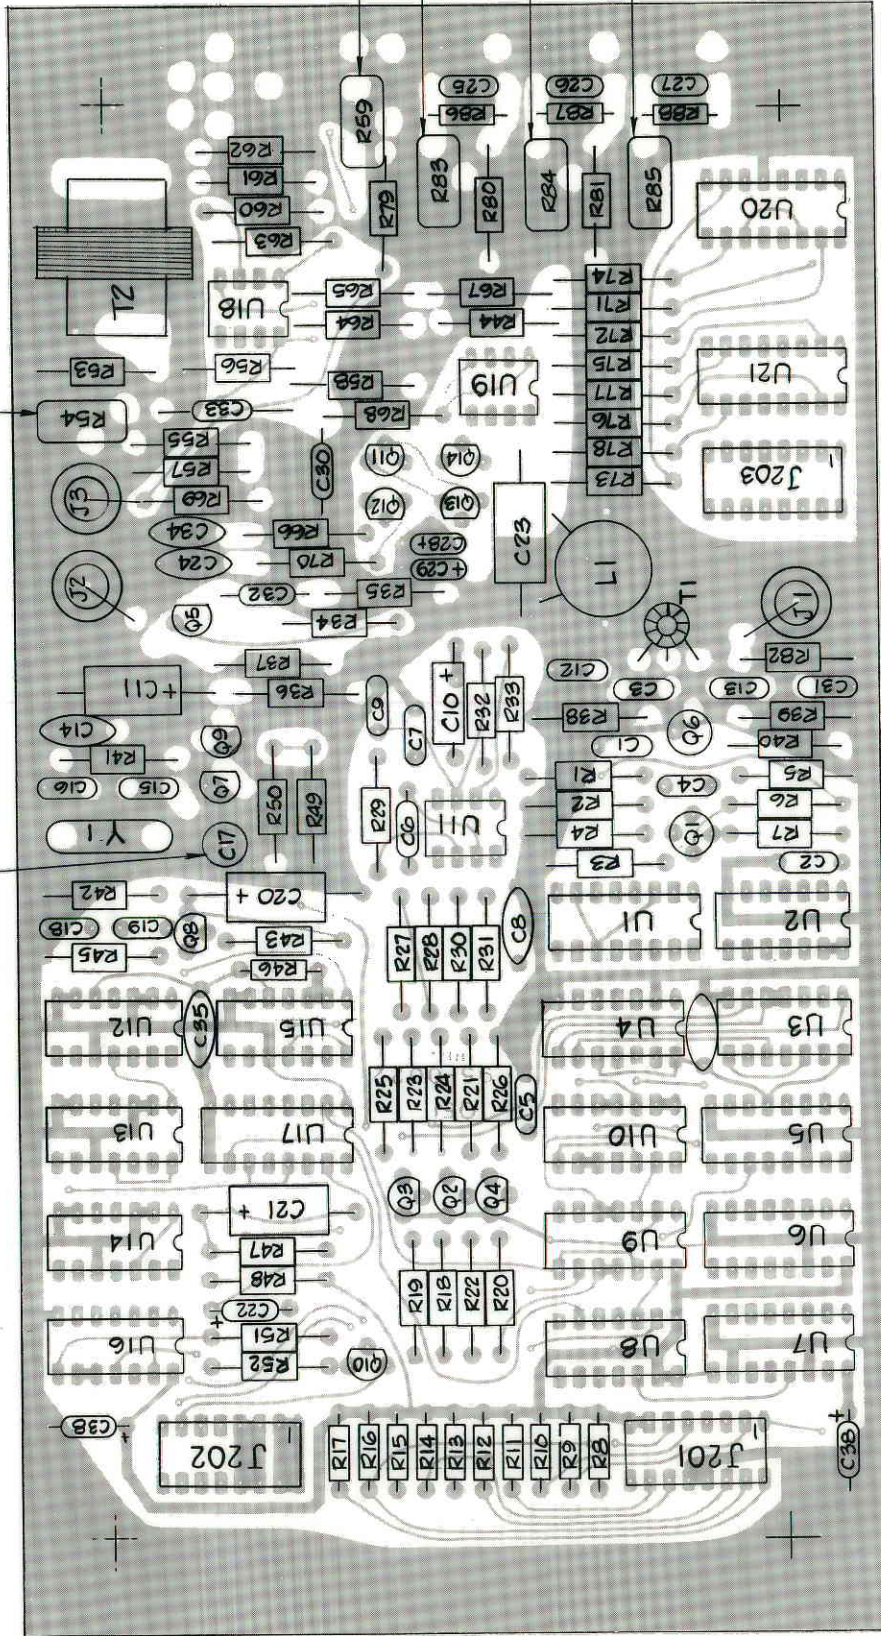 C25 C26 C27
R59 R86 R87 R88
R62
R61 R83 R84 R85
R60 R79 R80 R81 U20
R63
T2 U18 R65 R67 R74
R64 R44 R71
R72
R53 R56 R75 U21
R58 U19 R77
R54 C33 R68 R76
R55 Q11 Q14 R78
R57 C30 R73 J203
J3 R69 Q12 Q13 1
C34 R66 C23
C28+
C24 R70 +C29 L1
J2 C32 R35 T1 J1
Q5 R34
R37 R82
+C11 R36 C9 C10+ R32 R33 C12 C3 C13 C31
C14 Q9 C7 R38 Q6 R39
R41 C1 R40
C16 C15 Q7 R50 R49 R29 R1 C4 R5
C6 U11 R2 R6
Y1 C17 R4 Q1 R7
R3 C2
R42 C20+
C18 C19 Q8 R43 R27 R28 R30 R31 C8 U1 U2
R45 R46
U12 C35 U15 U4 U3
R25 R23 R24 R21 R26 C5
U13 U17 U10 U5
Q3 Q2 Q4
C21 +
U14 R47 U9 U6
R48 R19 R18 R22 R20
C22 +
U16 R51 U8 U7
R52 Q10
C38 + +
J202 1 R17 R16 R15 R14 R13 R12 R11 R10 R9 R8 J201 1 C38